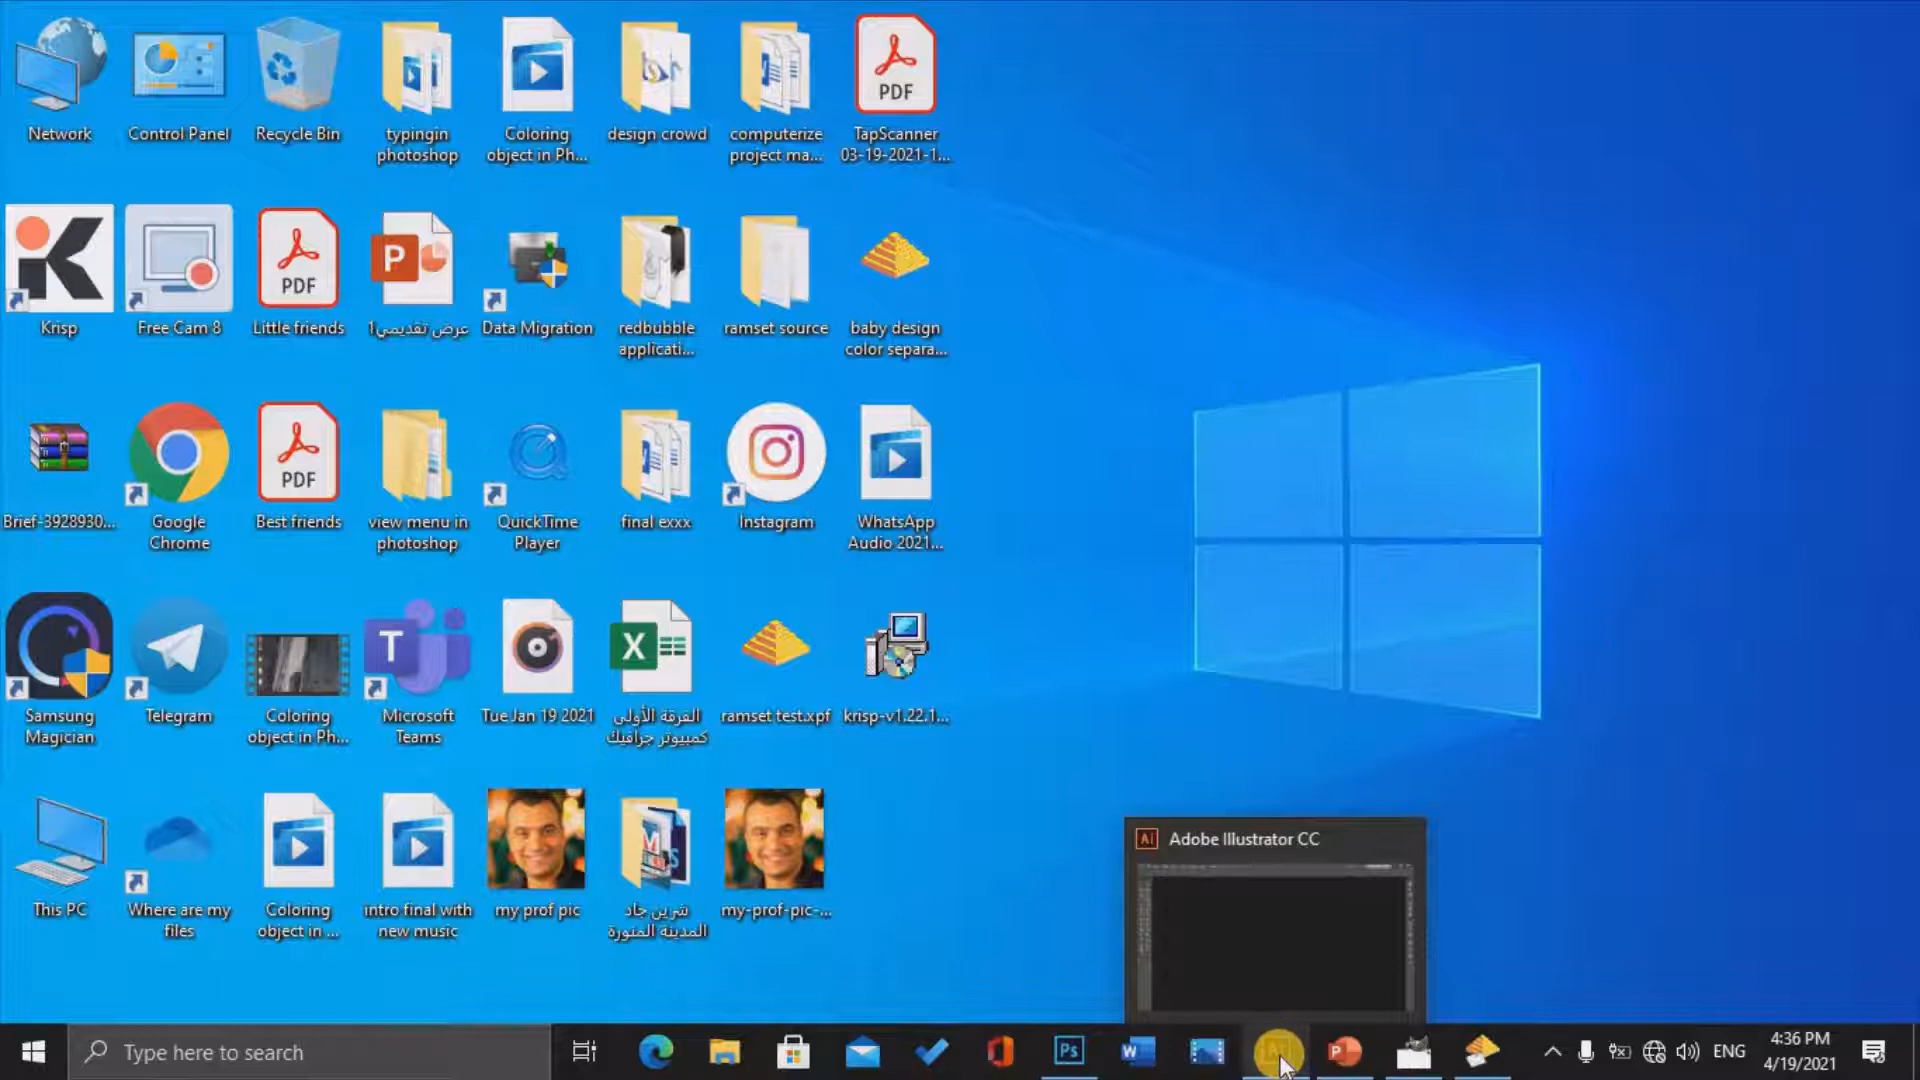 Network
Control Panel
Recycle Bin
typingin
photoshop
Coloring
object in Ph...
design crowd
computerize
project ma...
PDF
TapScanner
03-19-2021-1...
Krisp
Free Cam 8
PDF
Little friends
P
عرض تقديمي1
Data Migration
redbubble
applicati...
ramset source
baby design
color separa...
Brief-3928930...
Google
Chrome
PDF
Best friends
view menu in
photoshop
QuickTime
Player
final exxx
Instagram
WhatsApp
Audio 2021...
Samsung
Magician
Telegram
Coloring
object in Ph...
T
Microsoft
Teams
Tue Jan 19 2021
X
الفرقة الأولى
كمبيوتر جرافيك
ramset test.xpf
krisp-v1.22.1...
This PC
Where are my
files
Coloring
object in ...
intro final with
new music
my prof pic
شرين جاد
المدينة المنورة
my-prof-pic-...
Ai Adobe Illustrator CC
Type here to search
Ps
W
P
ENG
4:36 PM
4/19/2021